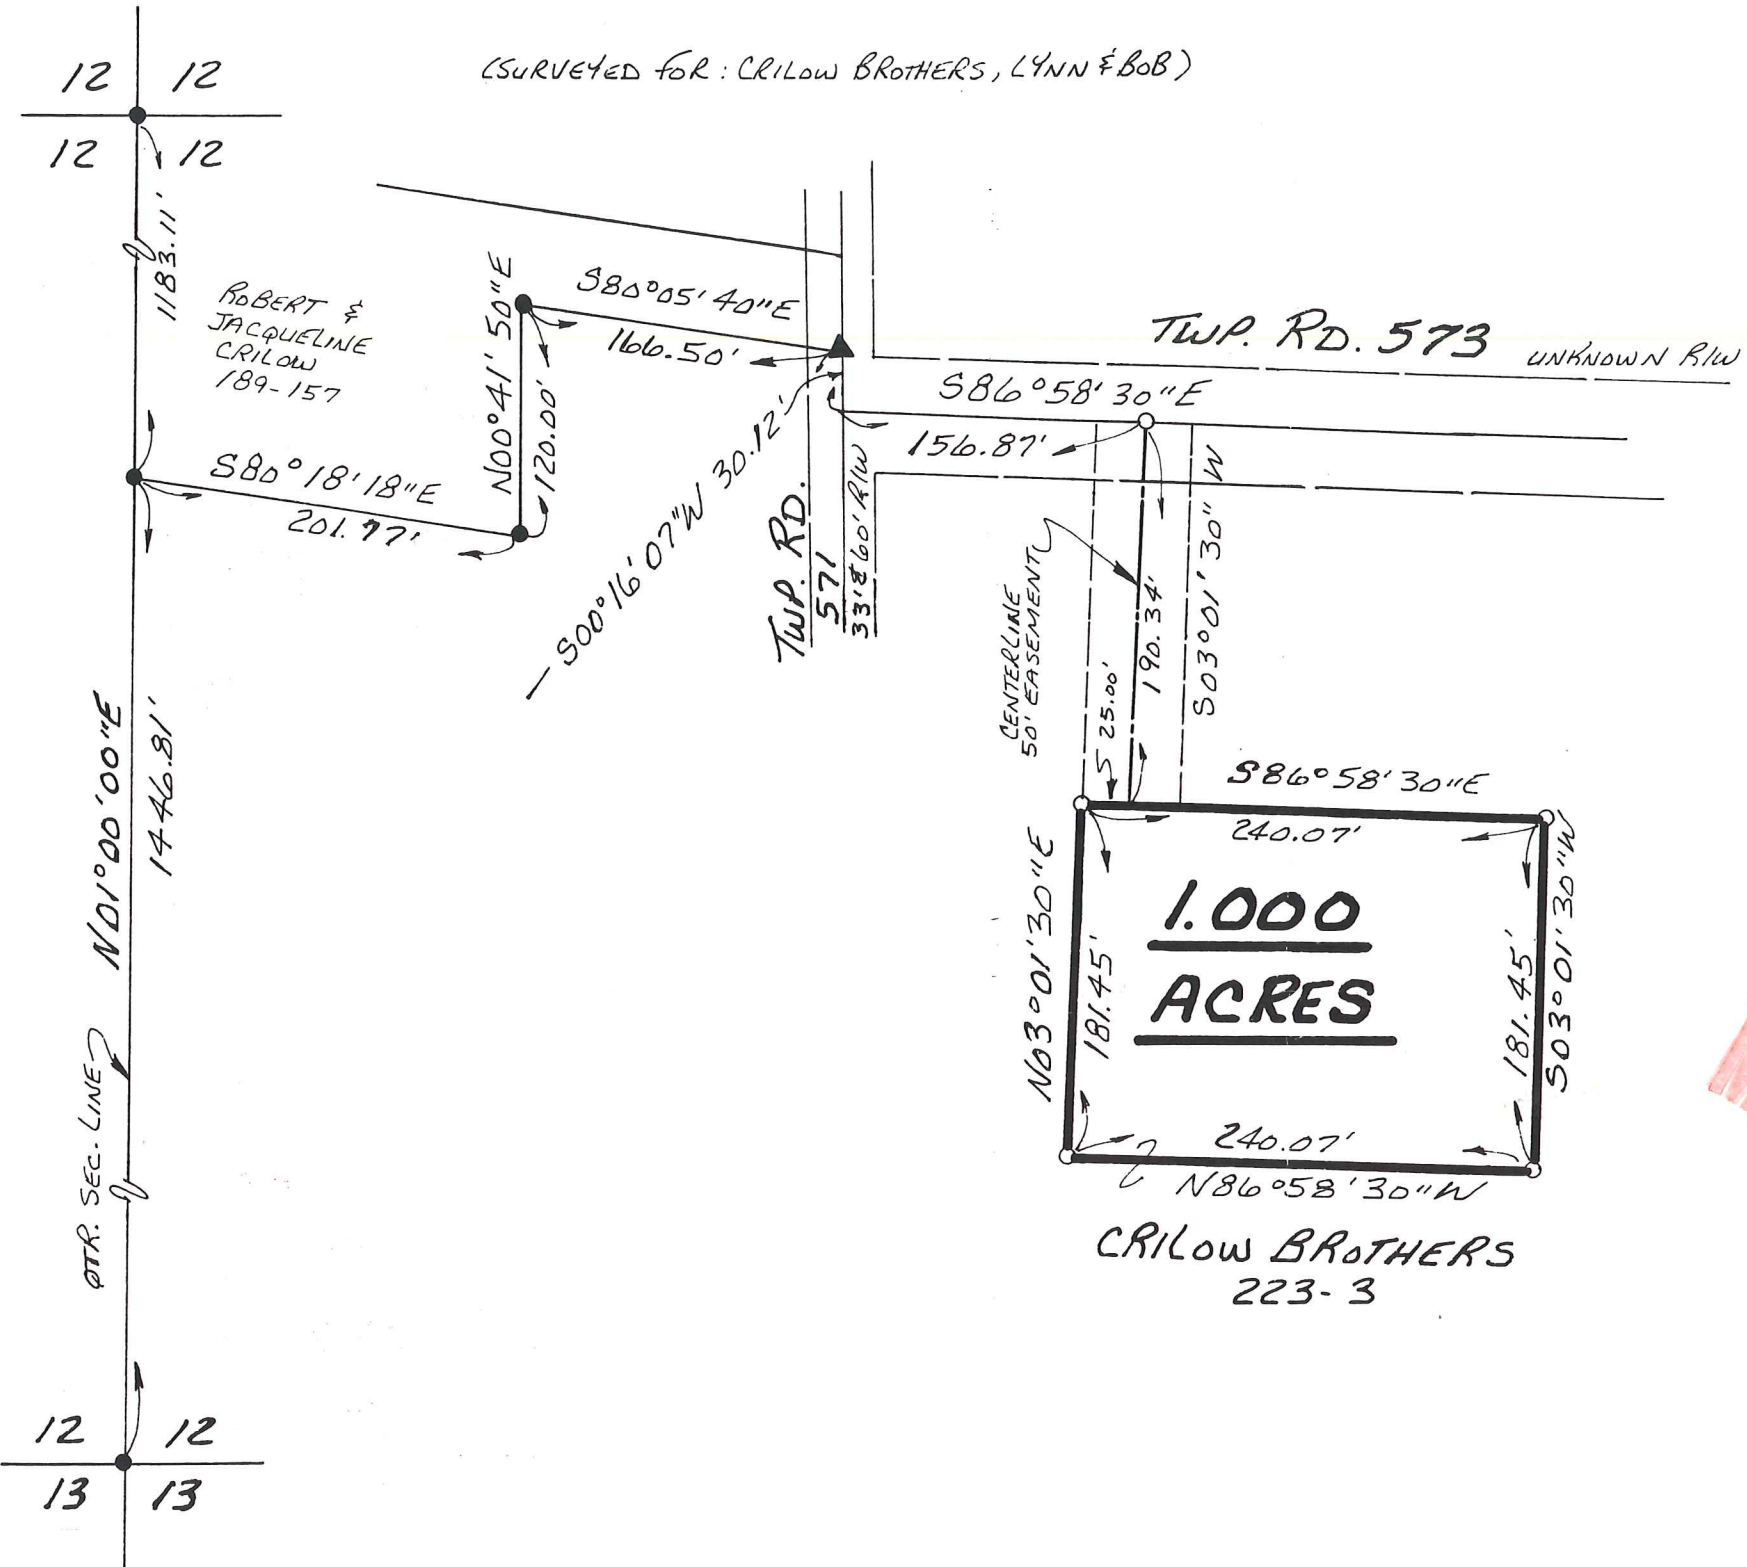 (SURVEYED FOR: CRILOW BROTHERS, LYNN & BOB)
12 12
12 12
1183.11'
ROBERT &
JACQUELINE
CRILOW
189-157
N00°41'50"E
120.00'
S80°05'40"E
166.50'
TWP. RD. 573 UNKNOWN R/W
S86°58'30"E
156.87'
S80°18'18"E
201.77'
S00°16'07"W 30.12'
TWP. RD.
571
33' & 60' R/W
CENTERLINE
50' EASEMENT
190.34'
S03°01'30"W
25.00'
N01°00'00"E
1446.81'
S86°58'30"E
240.07'
N03°01'30"E
181.45'
1.000
ACRES
181.45'
S03°01'30"W
240.07'
N86°58'30"W
QTR. SEC. LINE
CRILOW BROTHERS
223-3
12 12
13 13